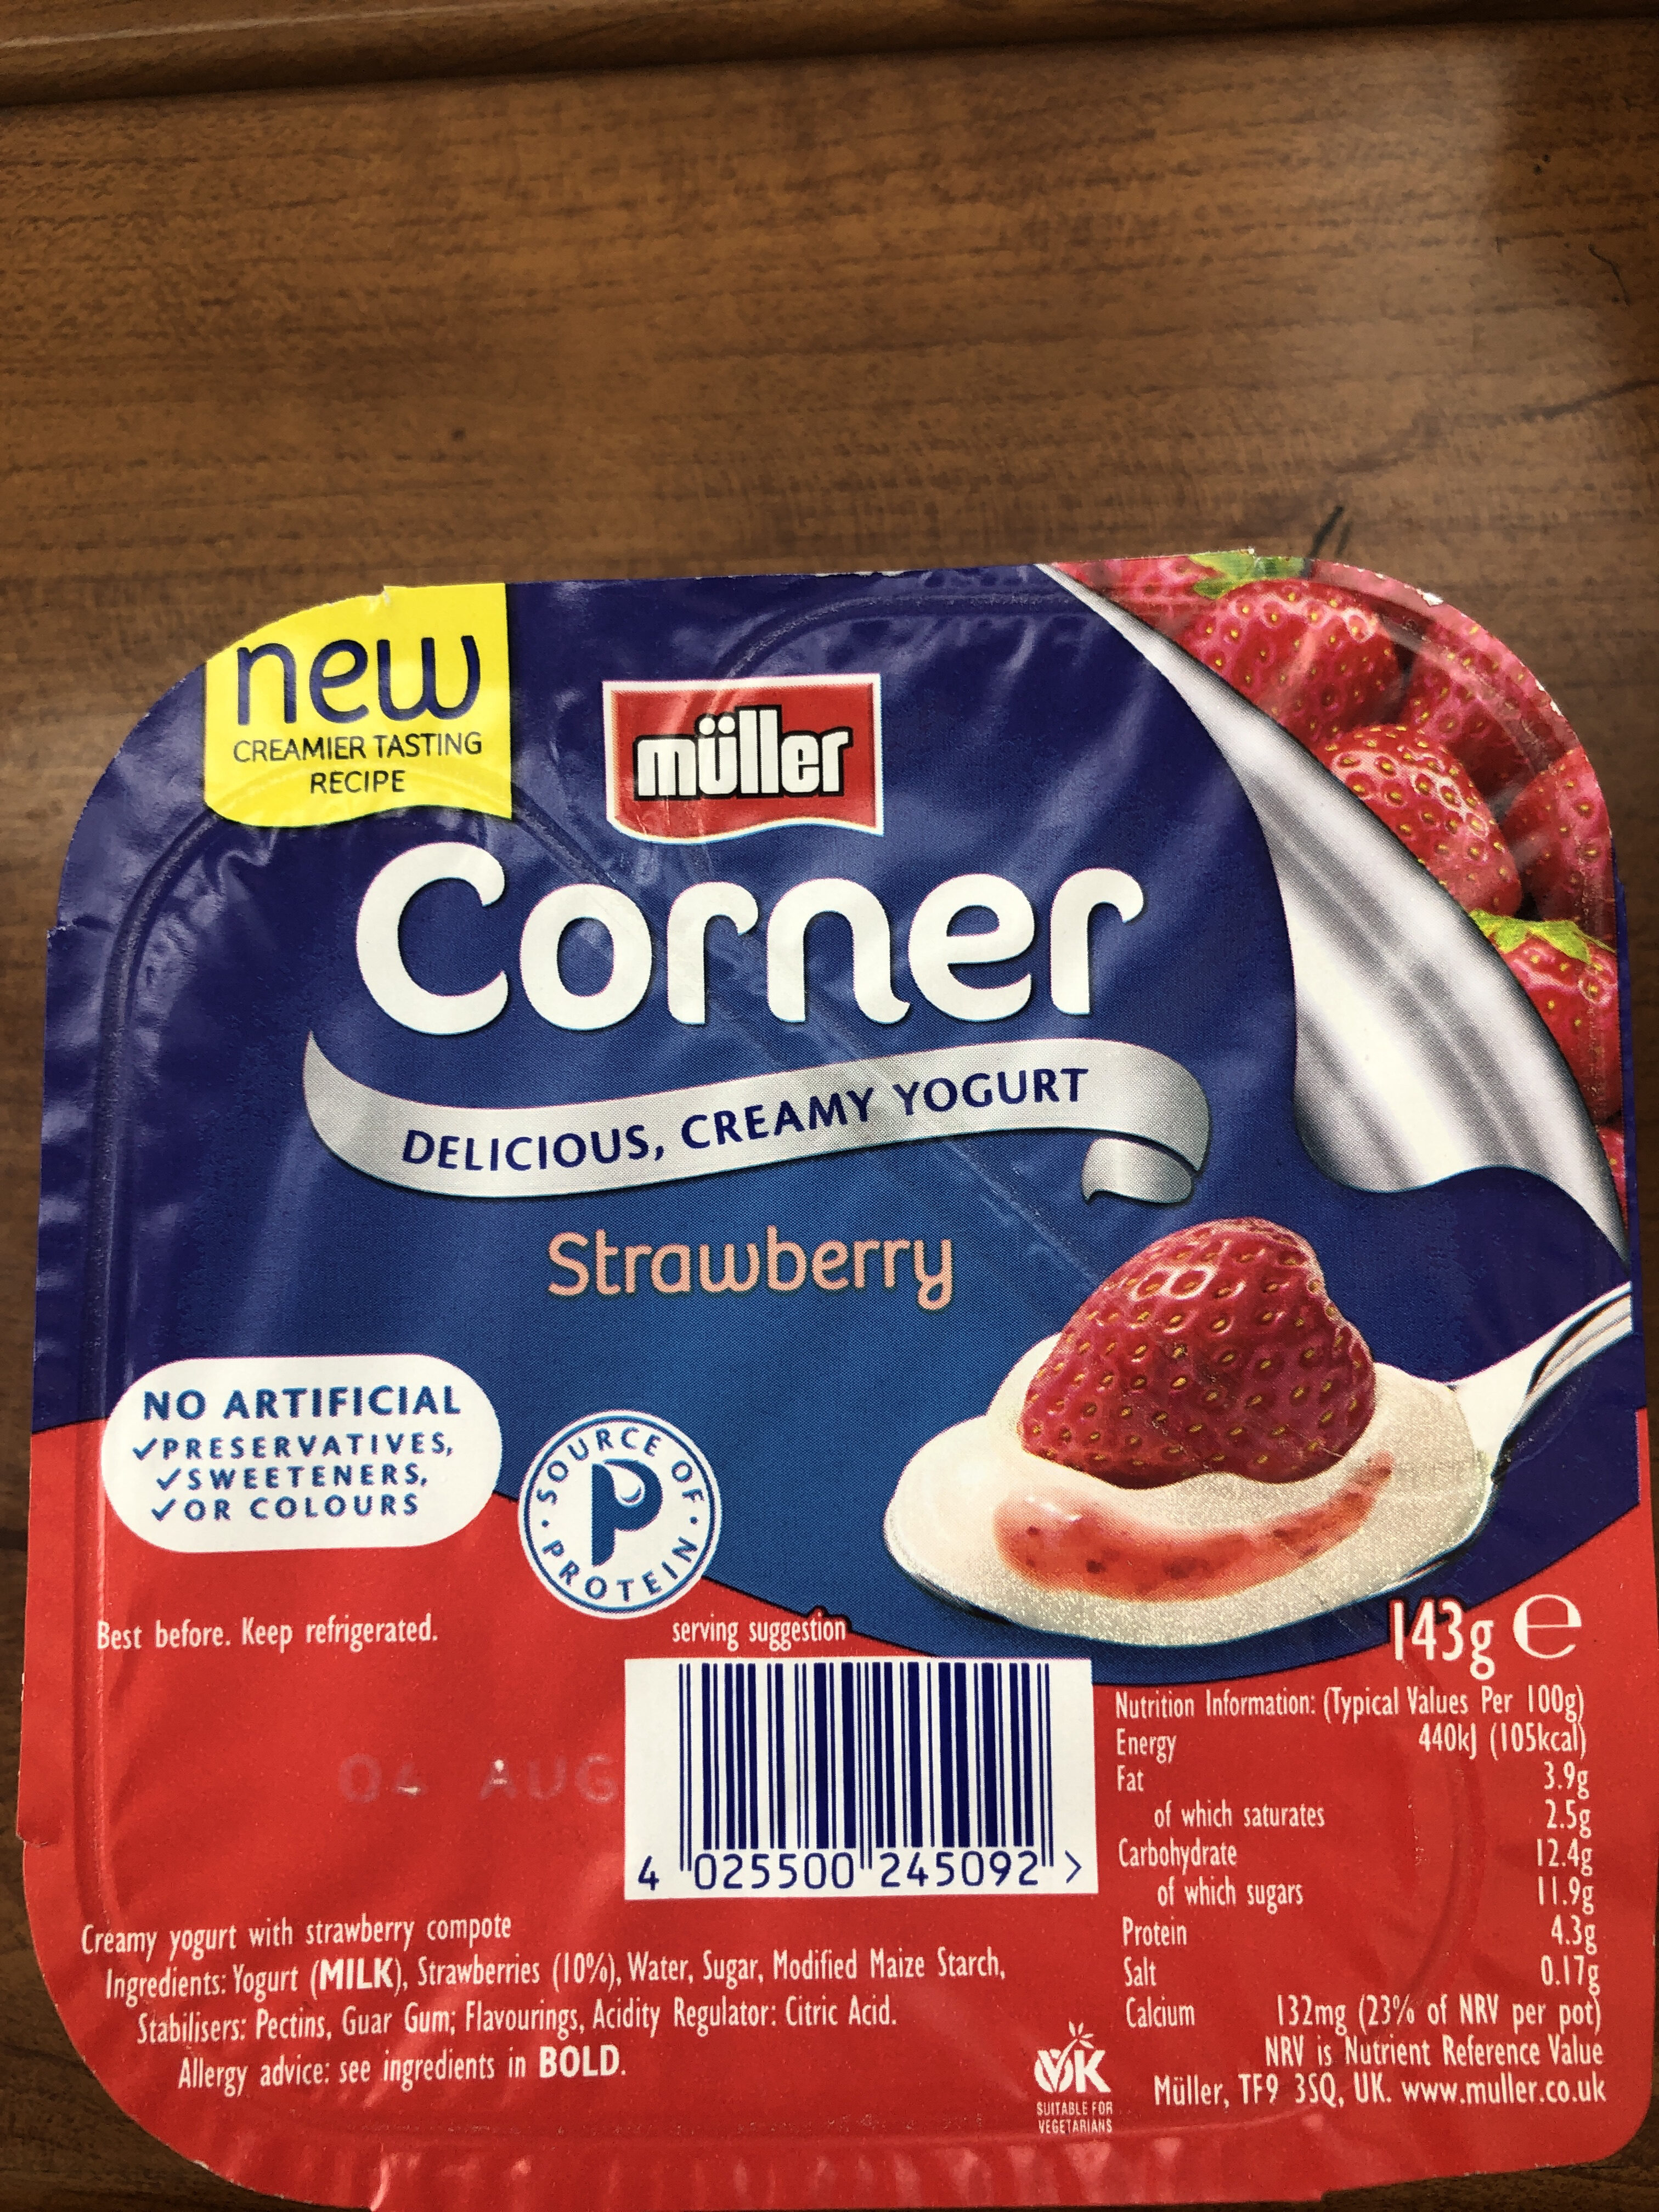 new
CREAMIER TASTING
RECIPE
müller
Corner
DELICIOUS, CREAMY YOGURT
Strawberry
NO ARTIFICIAL
✓PRESERVATIVES,
✓SWEETENERS,
✓OR COLOURS
SOURCE OF
P
PROTEIN
Best before. Keep refrigerated.
serving suggestion
143g e
AUG
4 025500 245092 >
Nutrition Information: (Typical Values Per 100g)
Energy 440kJ (105kcal)
Fat 3.9g
of which saturates 2.5g
Carbohydrate 12.4g
of which sugars 11.9g
Protein 4.3g
Salt 0.17g
Calcium 132mg (23% of NRV per pot)
NRV is Nutrient Reference Value
Müller, TF9 3SQ, UK. www.muller.co.uk
Creamy yogurt with strawberry compote
Ingredients: Yogurt (MILK), Strawberries (10%), Water, Sugar, Modified Maize Starch,
Stabilisers: Pectins, Guar Gum; Flavourings, Acidity Regulator: Citric Acid.
Allergy advice: see ingredients in BOLD.
VOK
SUITABLE FOR
VEGETARIANS